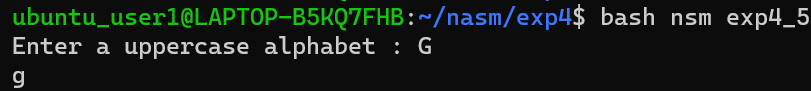 ubuntu_user1@LAPTOP-B5KQ7FHB:~/nasm/exp4$ bash nsm exp4_5
Enter a uppercase alphabet : G
g